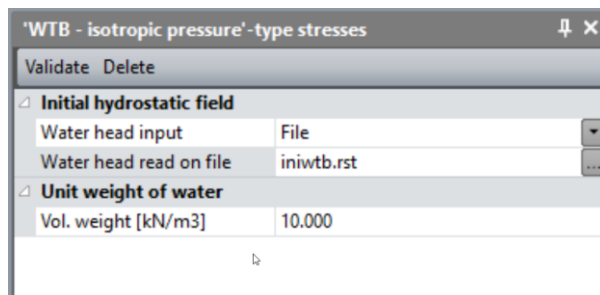 'WTB - isotropic pressure'-type stresses
Validate Delete
Initial hydrostatic field
Water head input File
Water head read on file iniwtb.rst ...
Unit weight of water
Vol. weight [kN/m3] 10.000